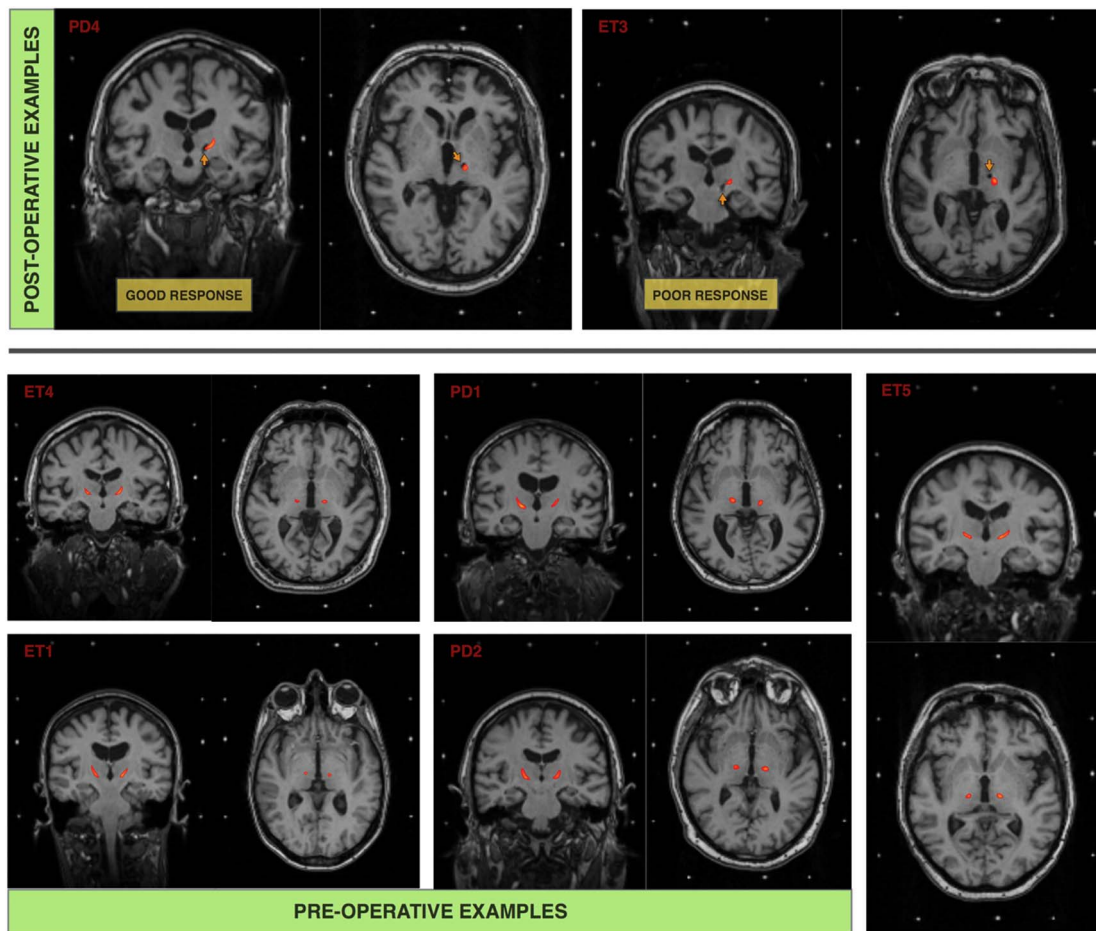 POST-OPERATIVE EXAMPLES
PD4
GOOD RESPONSE
ET3
POOR RESPONSE
ET4
PD1
ET5
ET1
PD2
PRE-OPERATIVE EXAMPLES